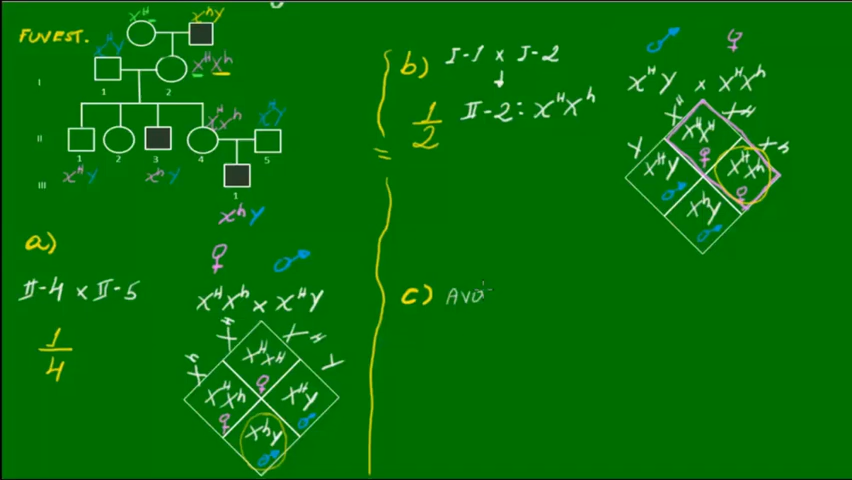 FUVEST.
X^H X^hY
X^HY X^HX^h
I
1 2
X^HX^h X^HY
II
1 2 3 4 5
X^HY X^hY
III
1
X^hY
a)
II-4 x II-5
1/4
♀ ♂
X^HX^h x X^HY
X^H X^H
X^h Y
X^HX^H
X^HX^h X^HY
♀
♀ ♂
X^hY
♂
b) I-1 x I-2
↓
1/2 II-2: X^HX^h
=
♂ ♀
X^HY x X^HX^h
X^H X^H
Y X^h
X^HX^H
X^HY X^HX^h
♀
♂ ♀
X^hY
♂
c) Avo